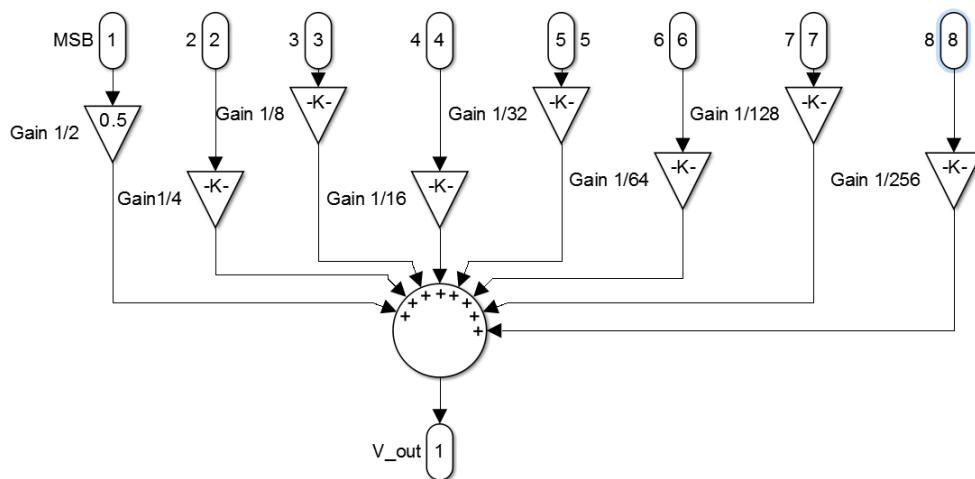 MSB 1
2 2
3 3
4 4
5 5
6 6
7 7
8 8
Gain 1/2
0.5
Gain 1/8
-K-
Gain 1/32
-K-
Gain 1/128
-K-
Gain1/4
-K-
Gain 1/16
-K-
Gain 1/64
-K-
Gain 1/256
-K-
+ + + + + + + +
V_out 1